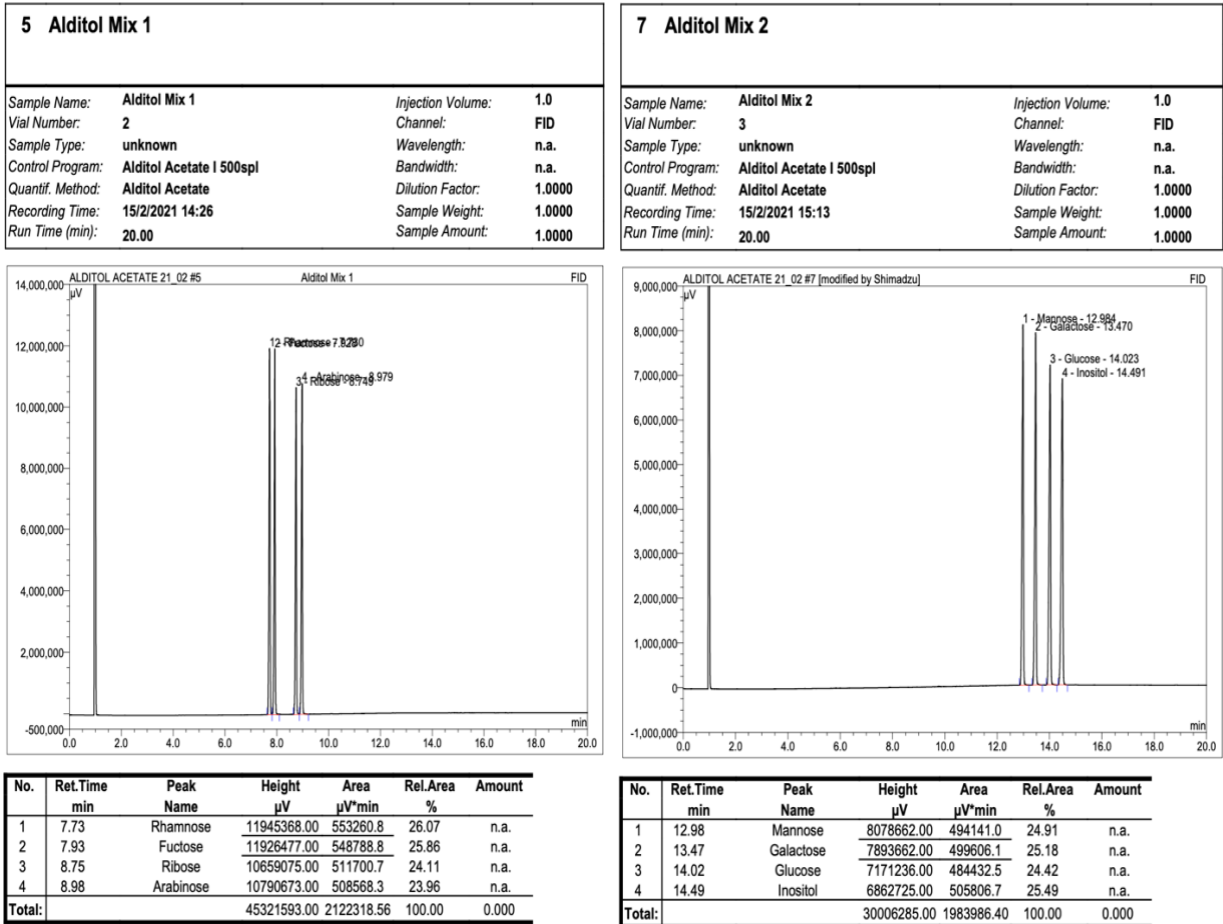 5 Alditol Mix 1
Sample Name: Alditol Mix 1 Injection Volume: 1.0
Vial Number: 2 Channel: FID
Sample Type: unknown Wavelength: n.a.
Control Program: Alditol Acetate I 500spl Bandwidth: n.a.
Quantif. Method: Alditol Acetate Dilution Factor: 1.0000
Recording Time: 15/2/2021 14:26 Sample Weight: 1.0000
Run Time (min): 20.00 Sample Amount: 1.0000
ALDITOL ACETATE 21_02 #5 Alditol Mix 1 FID
14,000,000
µV
12,000,000
4 - Arabinose - 8.979
3 - Ribose - 8.749
10,000,000
8,000,000
6,000,000
4,000,000
2,000,000
-500,000
min
0.0 2.0 4.0 6.0 8.0 10.0 12.0 14.0 16.0 18.0 20.0
No. Ret.Time Peak Height Area Rel.Area Amount
min Name µV µV*min %
1 7.73 Rhamnose 11945368.00 553260.8 26.07 n.a.
2 7.93 Fuctose 11926477.00 548788.8 25.86 n.a.
3 8.75 Ribose 10659075.00 511700.7 24.11 n.a.
4 8.98 Arabinose 10790673.00 508568.3 23.96 n.a.
Total: 45321593.00 2122318.56 100.00 0.000
7 Alditol Mix 2
Sample Name: Alditol Mix 2 Injection Volume: 1.0
Vial Number: 3 Channel: FID
Sample Type: unknown Wavelength: n.a.
Control Program: Alditol Acetate I 500spl Bandwidth: n.a.
Quantif. Method: Alditol Acetate Dilution Factor: 1.0000
Recording Time: 15/2/2021 15:13 Sample Weight: 1.0000
Run Time (min): 20.00 Sample Amount: 1.0000
ALDITOL ACETATE 21_02 #7 [modified by Shimadzu] FID
9,000,000
µV
1 - Mannose - 12.984
2 - Galactose - 13.470
8,000,000
3 - Glucose - 14.023
4 - Inositol - 14.491
7,000,000
6,000,000
5,000,000
4,000,000
3,000,000
2,000,000
1,000,000
0
-1,000,000
min
0.0 2.0 4.0 6.0 8.0 10.0 12.0 14.0 16.0 18.0 20.0
No. Ret.Time Peak Height Area Rel.Area Amount
min Name µV µV*min %
1 12.98 Mannose 8078662.00 494141.0 24.91 n.a.
2 13.47 Galactose 7893662.00 499606.1 25.18 n.a.
3 14.02 Glucose 7171236.00 484432.5 24.42 n.a.
4 14.49 Inositol 6862725.00 505806.7 25.49 n.a.
Total: 30006285.00 1983986.40 100.00 0.000